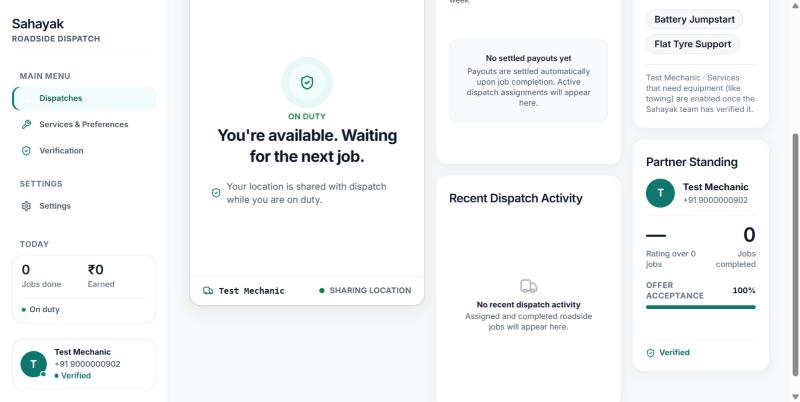 Sahayak
ROADSIDE DISPATCH
MAIN MENU
Dispatches
Services & Preferences
Verification
SETTINGS
Settings
TODAY
0
Jobs done
₹0
Earned
On duty
T
Test Mechanic
+91 9000000902
Verified
ON DUTY
You're available. Waiting
for the next job.
Your location is shared with dispatch
while you are on duty.
Test Mechanic
SHARING LOCATION
week
No settled payouts yet
Payouts are settled automatically
upon job completion. Active
dispatch assignments will appear
here.
Recent Dispatch Activity
No recent dispatch activity
Assigned and completed roadside
jobs will appear here.
Battery Jumpstart
Flat Tyre Support
Test Mechanic · Services
that need equipment (like
towing) are enabled once the
Sahayak team has verified it.
Partner Standing
T
Test Mechanic
+91 9000000902
—
Rating over 0
jobs
0
Jobs
completed
OFFER
ACCEPTANCE
100%
Verified